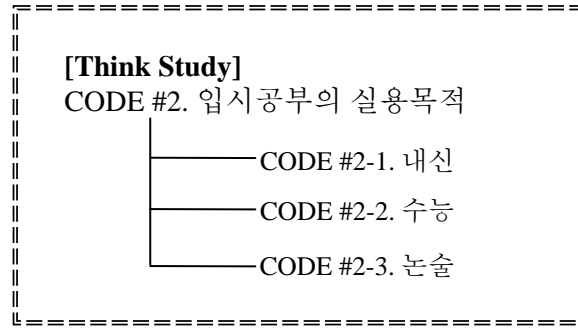 [Think Study]
CODE #2. 입시공부의 실용목적
CODE #2-1. 내신
CODE #2-2. 수능
CODE #2-3. 논술